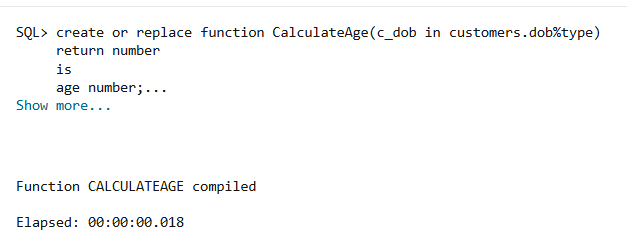 SQL> create or replace function CalculateAge(c_dob in customers.dob%type)
     return number
     is
     age number;...
Show more...
Function CALCULATEAGE compiled
Elapsed: 00:00:00.018